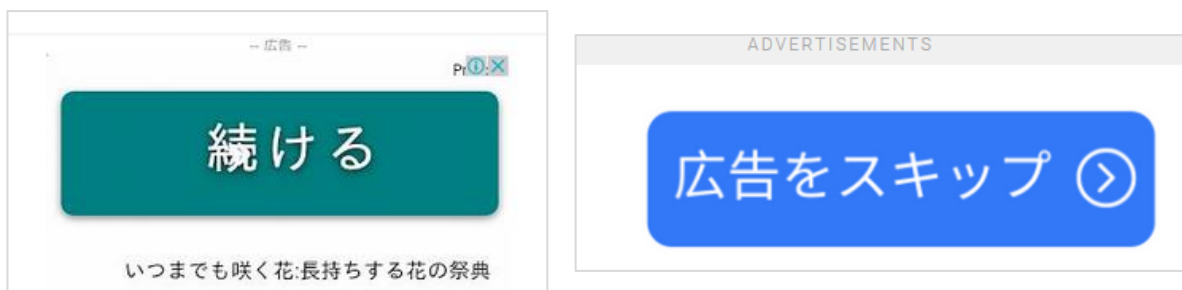 -- 広告 --
Pr
続ける
いつまでも咲く花:長持ちする花の祭典
ADVERTISEMENTS
広告をスキップ